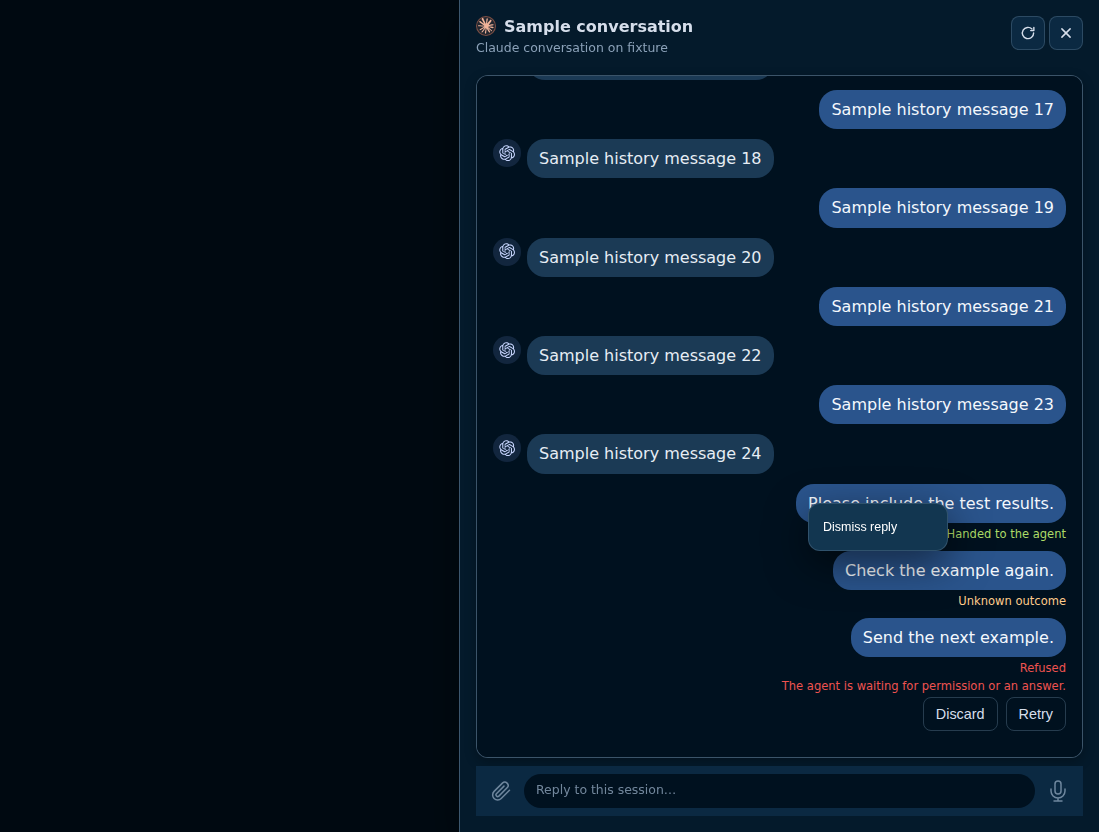 Sample conversation
Claude conversation on fixture
Sample history message 17
Sample history message 18
Sample history message 19
Sample history message 20
Sample history message 21
Sample history message 22
Sample history message 23
Sample history message 24
Please include the test results.
Dismiss reply
Handed to the agent
Check the example again.
Unknown outcome
Send the next example.
Refused
The agent is waiting for permission or an answer.
Discard
Retry
Reply to this session...